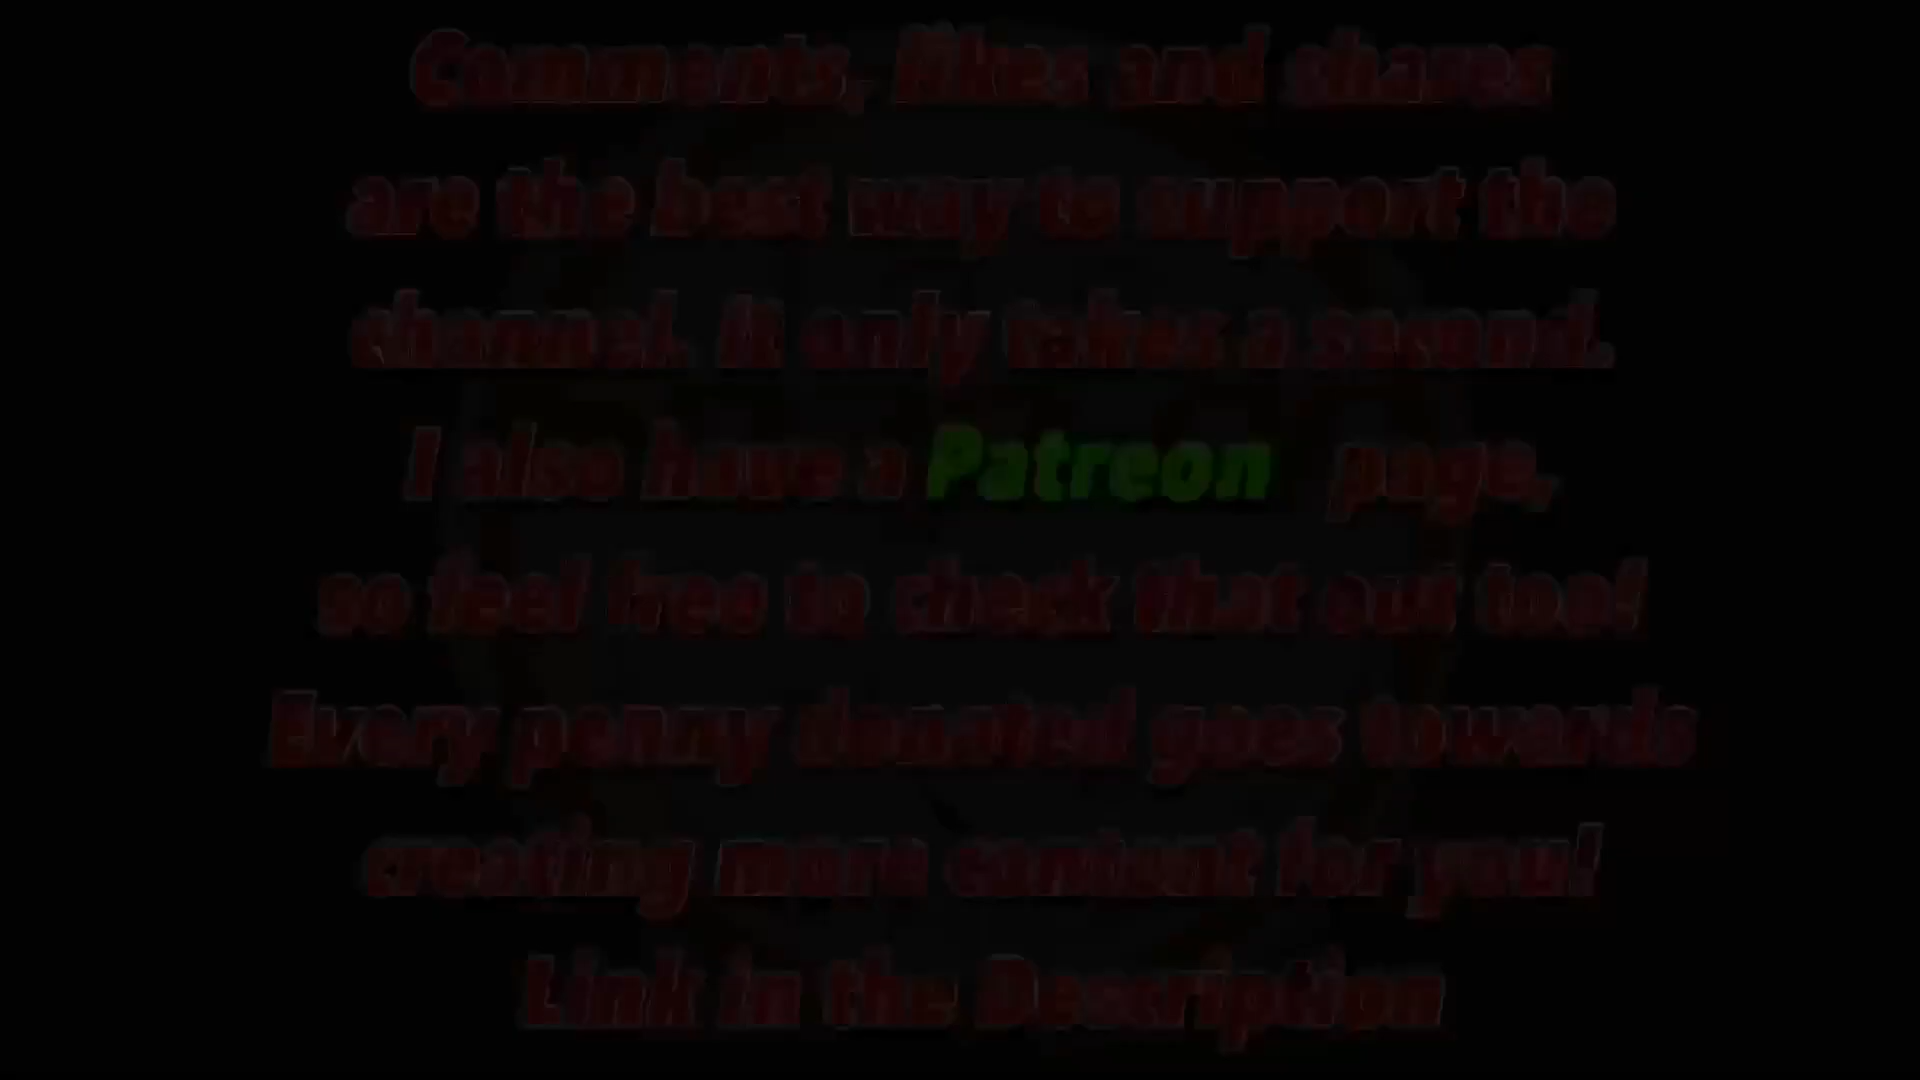 Comments, likes and shares
are the best way to support the
channel. It only takes a second.
I also have a Patreon page,
so feel free to check that out too!
Every penny donated goes towards
creating more content for you!
Link in the Description